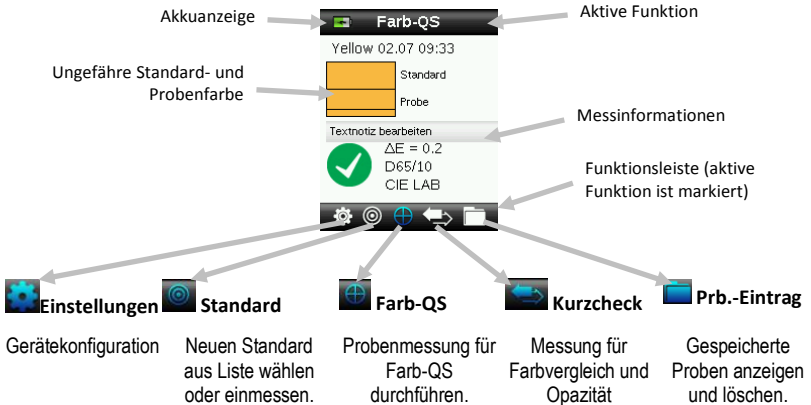 Akkuanzeige
Farb-QS
Aktive Funktion
Yellow 02.07 09:33
Ungefähre Standard- und
Probenfarbe
Standard
Probe
Messinformationen
Textnotiz bearbeiten
ΔE = 0.2
D65/10
CIE LAB
Funktionsleiste (aktive
Funktion ist markiert)
Einstellungen
Gerätekonfiguration
Standard
Neuen Standard
aus Liste wählen
oder einmessen.
Farb-QS
Probenmessung für
Farb-QS
durchführen.
Kurzcheck
Messung für
Farbvergleich und
Opazität
Prb.-Eintrag
Gespeicherte
Proben anzeigen
und löschen.